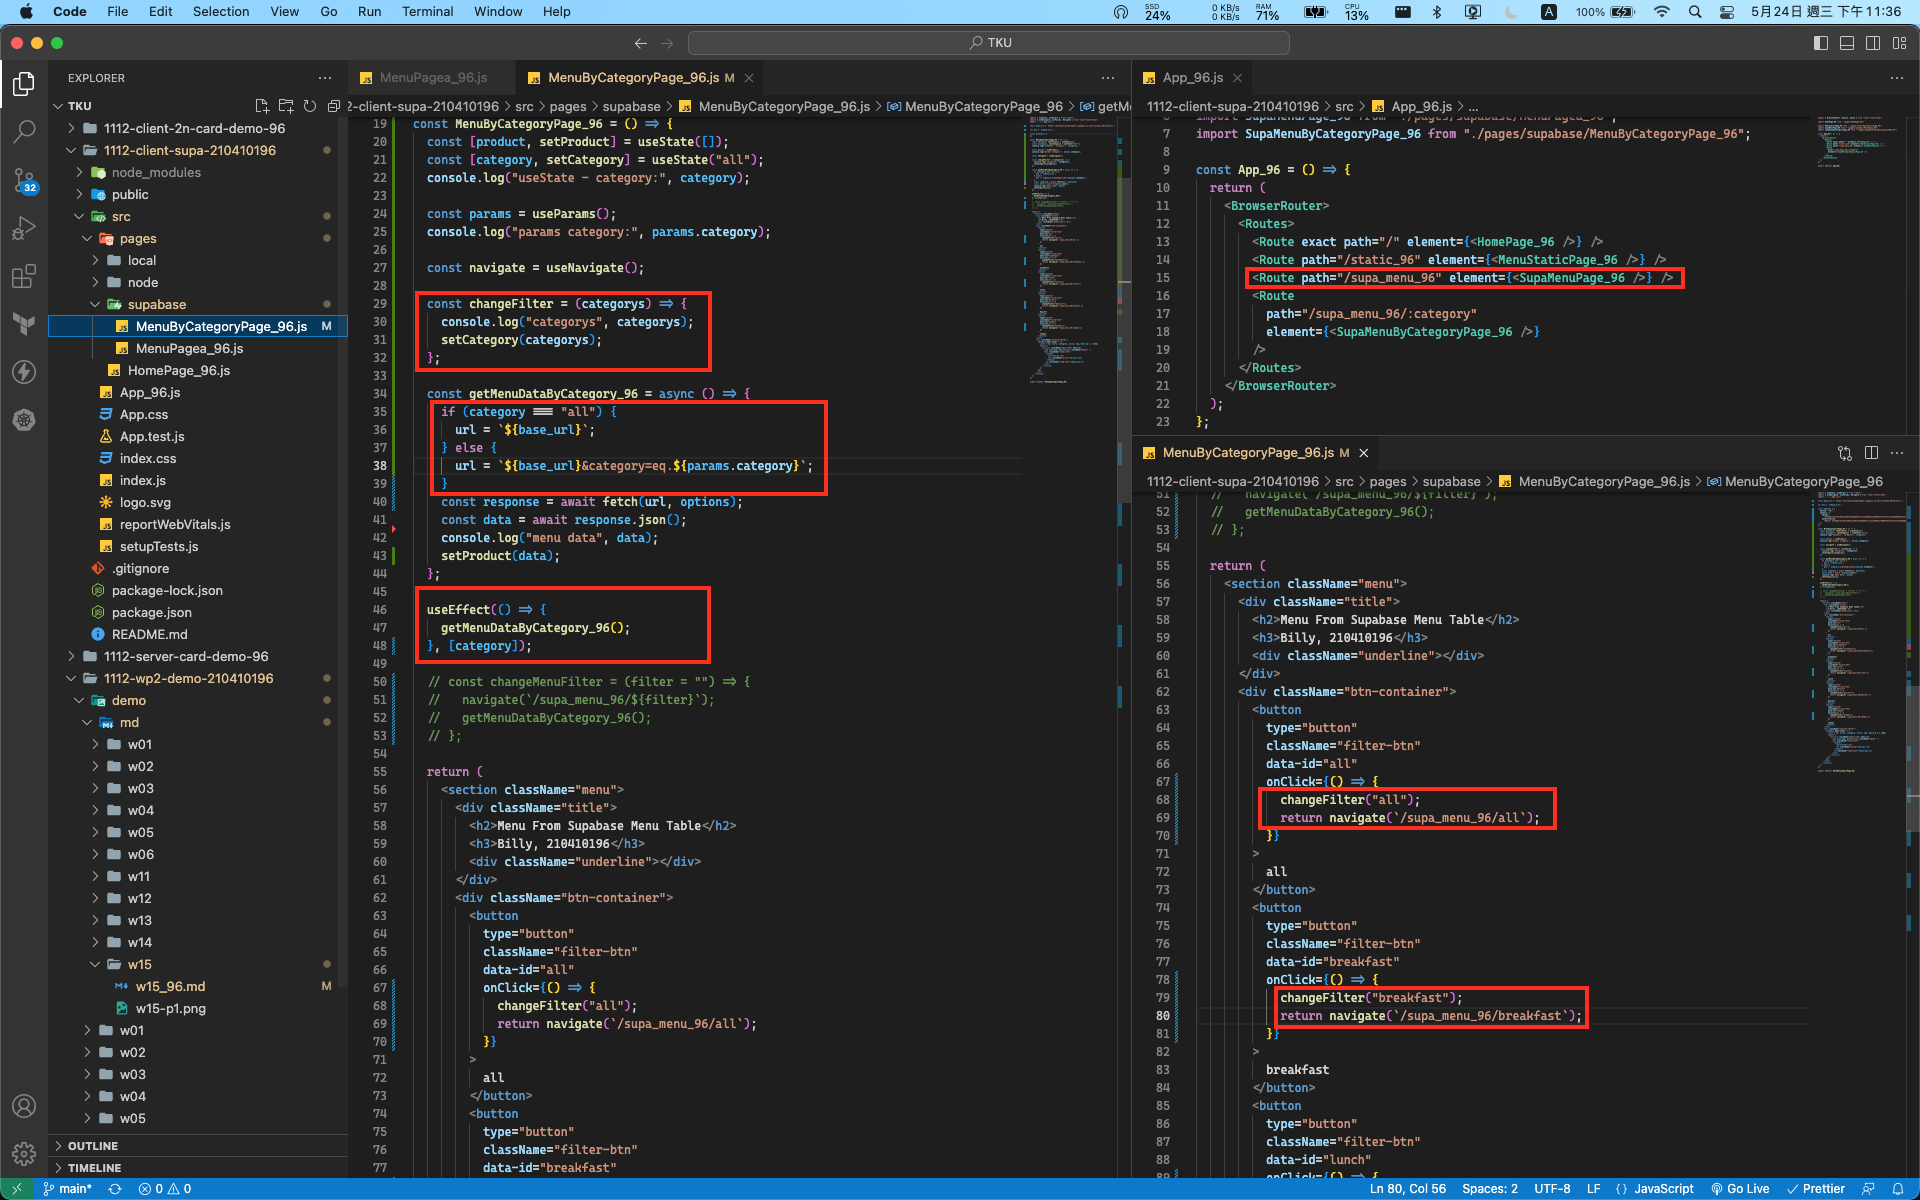 Code File Edit Selection View Go Run Terminal Window Help
SSD 24% 0 KB/s 0 KB/s RAM 71% CPU 13% A 100% 5月24日 週三 下午11:36
TKU
EXPLORER
TKU
1112-client-2n-card-demo-96
1112-client-supa-210410196
node_modules
public
src
pages
local
node
supabase
MenuByCategoryPage_96.js M
MenuPagea_96.js
HomePage_96.js
App_96.js
App.css
App.test.js
index.css
index.js
logo.svg
reportWebVitals.js
setupTests.js
.gitignore
package-lock.json
package.json
README.md
1112-server-card-demo-96
1112-wp2-demo-210410196
demo
md
w01
w02
w03
w04
w05
w06
w11
w12
w13
w14
w15
w15_96.md M
w15-p1.png
w01
w02
w03
w04
w05
OUTLINE
TIMELINE
32
MenuPagea_96.js MenuByCategoryPage_96.js M
2-client-supa-210410196 > src > pages > supabase > MenuByCategoryPage_96.js > MenuByCategoryPage_96 > getM
19 const MenuByCategoryPage_96 = () => {
20 const [product, setProduct] = useState([]);
21 const [category, setCategory] = useState("all");
22 console.log("useState - category:", category);
23
24 const params = useParams();
25 console.log("params category:", params.category);
26
27 const navigate = useNavigate();
28
29 const changeFilter = (categorys) => {
30 console.log("categorys", categorys);
31 setCategory(categorys);
32 };
33
34 const getMenuDataByCategory_96 = async () => {
35 if (category === "all") {
36 url = `${base_url}`;
37 } else {
38 url = `${base_url}&category=eq.${params.category}`;
39 }
40 const response = await fetch(url, options);
41 const data = await response.json();
42 console.log("menu data", data);
43 setProduct(data);
44 };
45
46 useEffect(() => {
47 getMenuDataByCategory_96();
48 }, [category]);
49
50 // const changeMenuFilter = (filter = "") => {
51 // navigate(`/supa_menu_96/${filter}`);
52 // getMenuDataByCategory_96();
53 // };
54
55 return (
56 <section className="menu">
57 <div className="title">
58 <h2>Menu From Supabase Menu Table</h2>
59 <h3>Billy, 210410196</h3>
60 <div className="underline"></div>
61 </div>
62 <div className="btn-container">
63 <button
64 type="button"
65 className="filter-btn"
66 data-id="all"
67 onClick={() => {
68 changeFilter("all");
69 return navigate(`/supa_menu_96/all`);
70 }}
71 >
72 all
73 </button>
74 <button
75 type="button"
76 className="filter-btn"
77 data-id="breakfast"
App_96.js
1112-client-supa-210410196 > src > App_96.js > ...
7 import SupaMenuByCategoryPage_96 from "./pages/supabase/MenuByCategoryPage_96";
8
9 const App_96 = () => {
10 return (
11 <BrowserRouter>
12 <Routes>
13 <Route exact path="/" element={<HomePage_96 />} />
14 <Route path="/static_96" element={<MenuStaticPage_96 />} />
15 <Route path="/supa_menu_96" element={<SupaMenuPage_96 />} />
16 <Route
17 path="/supa_menu_96/:category"
18 element={<SupaMenuByCategoryPage_96 />}
19 />
20 </Routes>
21 </BrowserRouter>
22 );
23 };
MenuByCategoryPage_96.js M
1112-client-supa-210410196 > src > pages > supabase > MenuByCategoryPage_96.js > MenuByCategoryPage_96
51 // navigate(`/supa_menu_96/${filter}`);
52 // getMenuDataByCategory_96();
53 // };
54
55 return (
56 <section className="menu">
57 <div className="title">
58 <h2>Menu From Supabase Menu Table</h2>
59 <h3>Billy, 210410196</h3>
60 <div className="underline"></div>
61 </div>
62 <div className="btn-container">
63 <button
64 type="button"
65 className="filter-btn"
66 data-id="all"
67 onClick={() => {
68 changeFilter("all");
69 return navigate(`/supa_menu_96/all`);
70 }}
71 >
72 all
73 </button>
74 <button
75 type="button"
76 className="filter-btn"
77 data-id="breakfast"
78 onClick={() => {
79 changeFilter("breakfast");
80 return navigate(`/supa_menu_96/breakfast`);
81 }}
82 >
83 breakfast
84 </button>
85 <button
86 type="button"
87 className="filter-btn"
88 data-id="lunch"
89 onClick={() => {
main* 0 0 Ln 80, Col 56 Spaces: 2 UTF-8 LF {} JavaScript Go Live Prettier